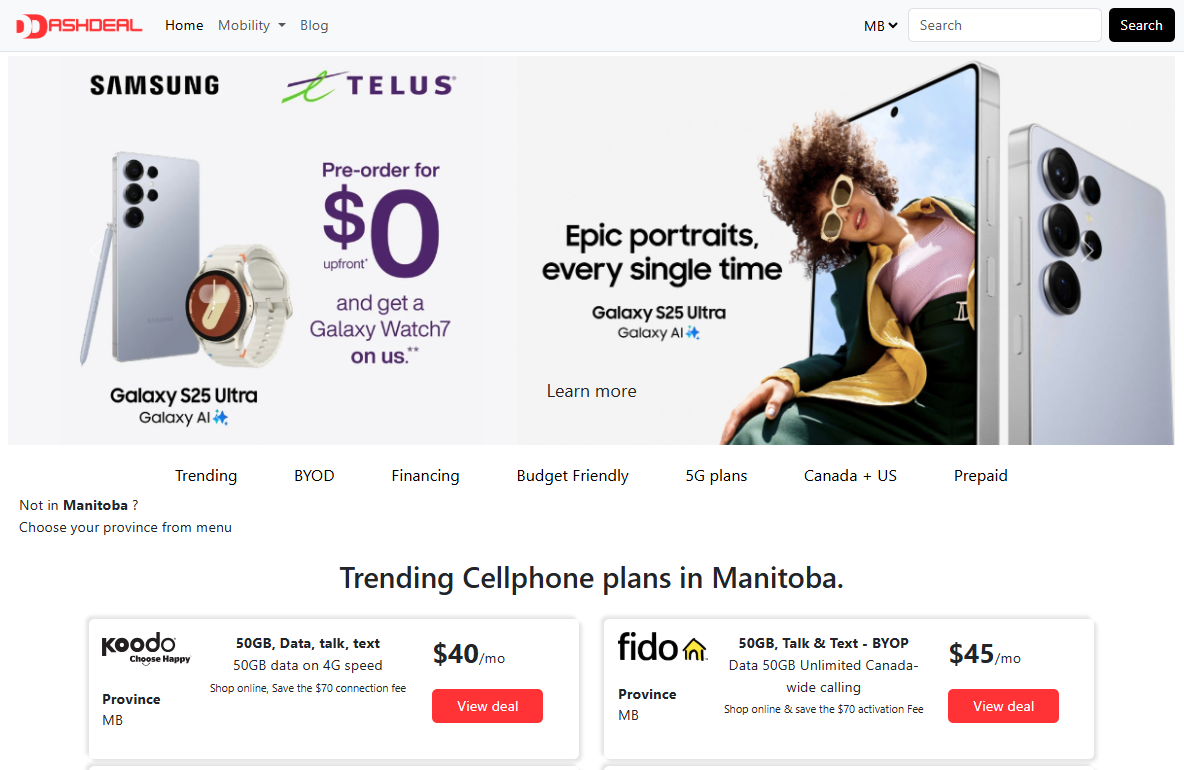 DASHDEAL Home Mobility Blog MB Search Search
SAMSUNG TELUS®
Pre-order for
$0
upfront*
and get a
Galaxy Watch7
on us.**
Galaxy S25 Ultra
Galaxy AI
Epic portraits,
every single time
Galaxy S25 Ultra
Galaxy AI
Learn more
Trending BYOD Financing Budget Friendly 5G plans Canada + US Prepaid
Not in Manitoba ?
Choose your province from menu
Trending Cellphone plans in Manitoba.
koodo
Choose Happy
Province
MB
50GB, Data, talk, text
50GB data on 4G speed
Shop online, Save the $70 connection fee
$40/mo
View deal
fido
Province
MB
50GB, Talk & Text - BYOP
Data 50GB Unlimited Canada-
wide calling
Shop online & save the $70 activation Fee
$45/mo
View deal